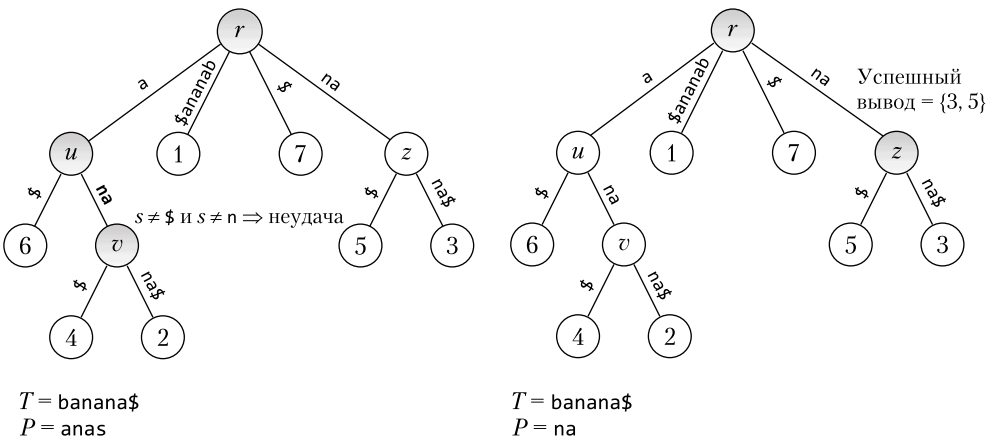 r
a
$ananab
$
na
u
1
7
z
$
na
s ≠ $ и s ≠ n ⇒ неудача
$
na$
6
v
5
3
$
na$
4
2
T = banana$
P = anas
r
a
$ananab
$
na
Успешный
вывод = {3, 5}
u
1
7
z
$
na
$
na$
6
v
5
3
$
na$
4
2
T = banana$
P = na